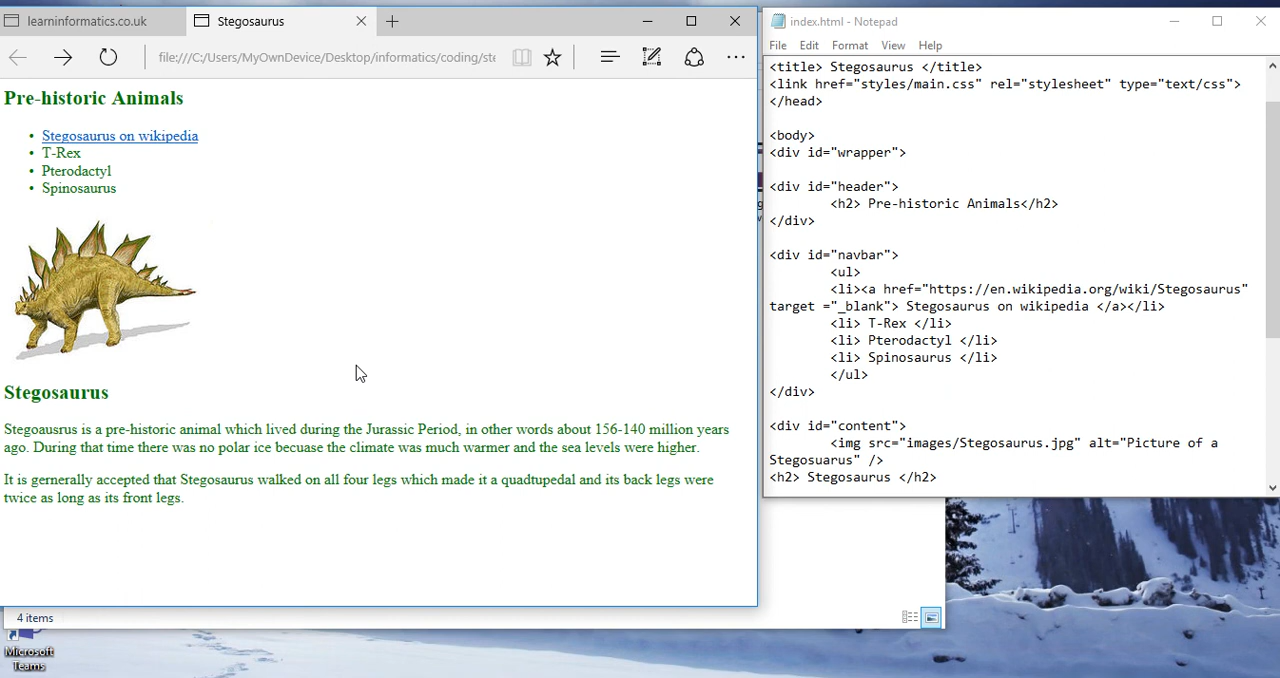 learninformatics.co.uk
Stegosaurus
file:///C:/Users/MyOwnDevice/Desktop/informatics/coding/ste
Pre-historic Animals
Stegosaurus on wikipedia
T-Rex
Pterodactyl
Spinosaurus
Stegosaurus
Stegoausrus is a pre-historic animal which lived during the Jurassic Period, in other words about 156-140 million years
ago. During that time there was no polar ice becuase the climate was much warmer and the sea levels were higher.
It is gernerally accepted that Stegosaurus walked on all four legs which made it a quadtupedal and its back legs were
twice as long as its front legs.
4 items
Microsoft
Teams
index.html - Notepad
File Edit Format View Help
<title> Stegosaurus </title>
<link href="styles/main.css" rel="stylesheet" type="text/css">
</head>
<body>
<div id="wrapper">
<div id="header">
<h2> Pre-historic Animals</h2>
</div>
<div id="navbar">
<ul>
<li><a href="https://en.wikipedia.org/wiki/Stegosaurus"
target ="_blank"> Stegosaurus on wikipedia </a></li>
<li> T-Rex </li>
<li> Pterodactyl </li>
<li> Spinosaurus </li>
</ul>
</div>
<div id="content">
<img src="images/Stegosaurus.jpg" alt="Picture of a
Stegosuarus" />
<h2> Stegosaurus </h2>